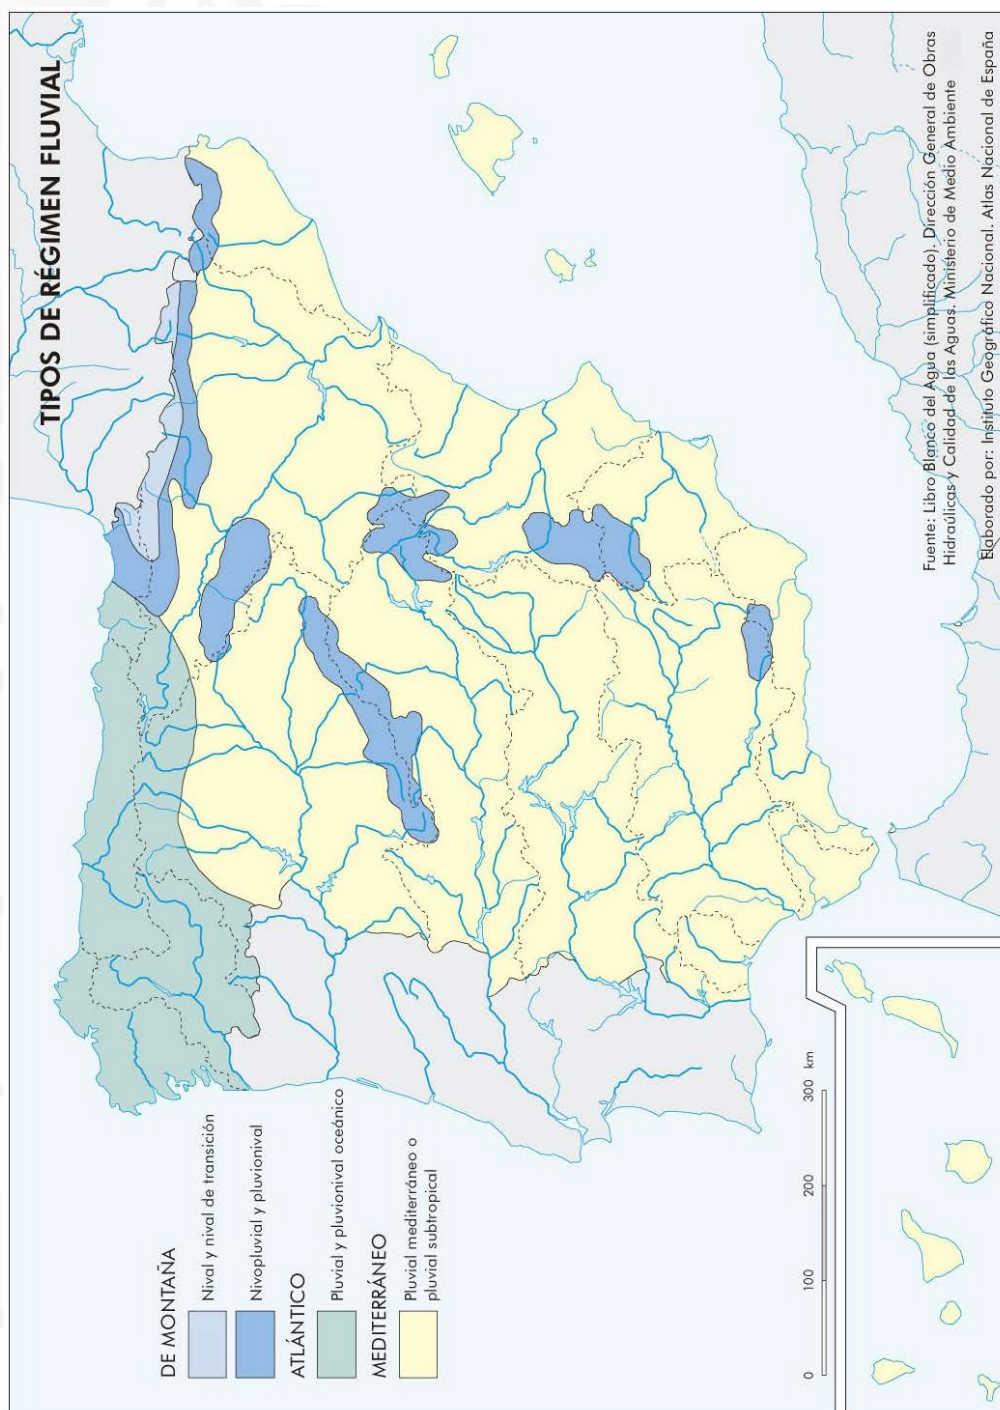 TIPOS DE RÉGIMEN FLUVIAL
DE MONTAÑA
Nival y nival de transición
Nivopluvial y pluvionival
ATLÁNTICO
Pluvial y pluvionival oceánico
MEDITERRÁNEO
Pluvial mediterráneo o
pluvial subtropical
0 100 200 300 km
Fuente: Libro Blanco del Agua (simplificado). Dirección General de Obras
Hidraúlicas y Calidad de las Aguas. Ministerio de Medio Ambiente
Elaborado por: Instituto Geográfico Nacional. Atlas Nacional de España